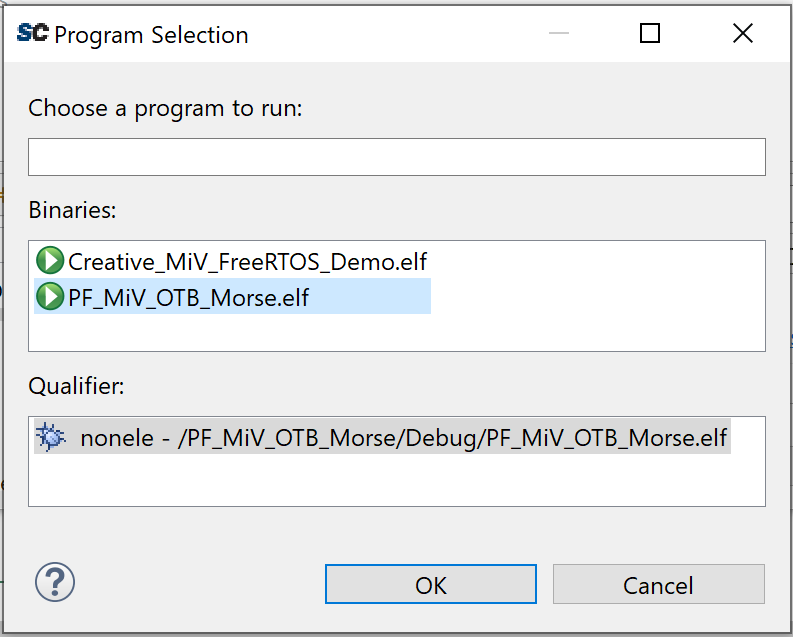 SC Program Selection
Choose a program to run:
Binaries:
Creative_MiV_FreeRTOS_Demo.elf
PF_MiV_OTB_Morse.elf
Qualifier:
nonele - /PF_MiV_OTB_Morse/Debug/PF_MiV_OTB_Morse.elf
?
OK Cancel